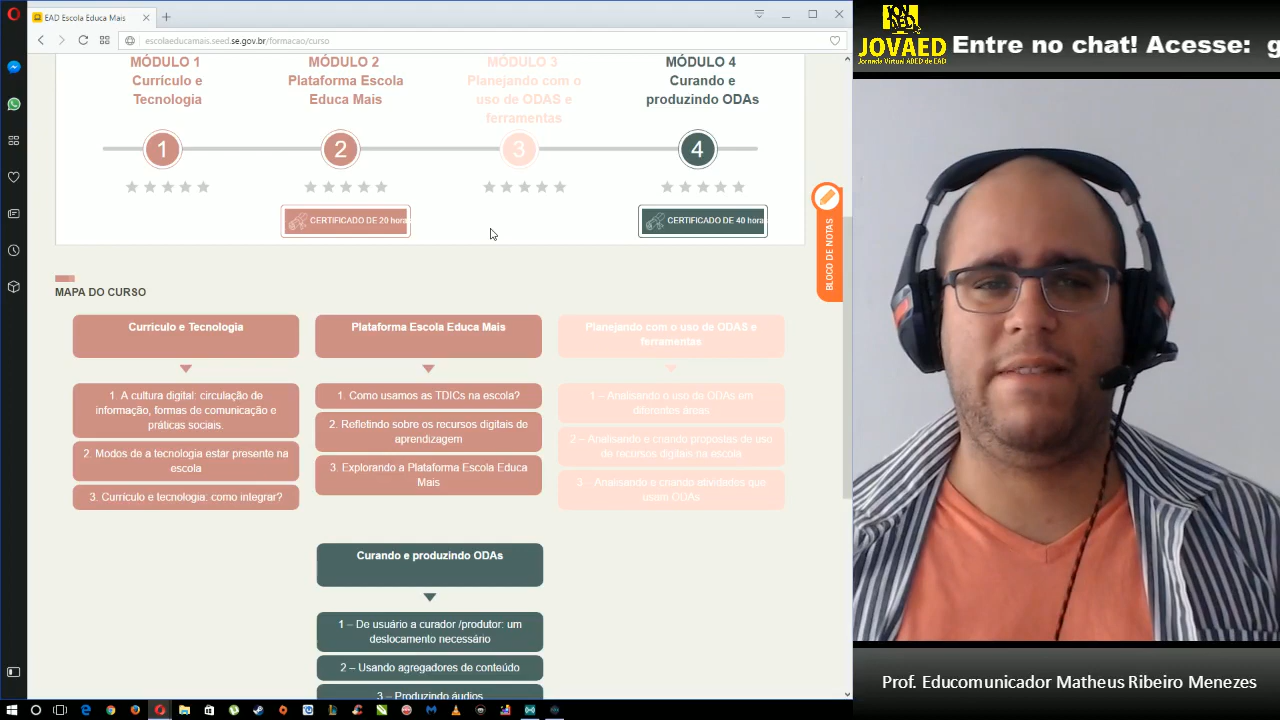 EAD Escola Educa Mais
escolaeducamais.seed.se.gov.br/formacao/curso
MÓDULO 1
Currículo e
Tecnologia
MÓDULO 2
Plataforma Escola
Educa Mais
MÓDULO 3
Planejando com o
uso de ODAS e
ferramentas
MÓDULO 4
Curando e
produzindo ODAs
1
2
3
4
CERTIFICADO DE 20 hora
CERTIFICADO DE 40 hora
BLOCO DE NOTAS
MAPA DO CURSO
Currículo e Tecnologia
1. A cultura digital: circulação de
informação, formas de comunicação e
práticas sociais.
2. Modos de a tecnologia estar presente na
escola
3. Currículo e tecnologia: como integrar?
Plataforma Escola Educa Mais
1. Como usamos as TDICs na escola?
2. Refletindo sobre os recursos digitais de
aprendizagem
3. Explorando a Plataforma Escola Educa
Mais
Planejando com o uso de ODAS e
ferramentas
1 – Analisando o uso de ODAs em
diferentes áreas
2 – Analisando e criando propostas de uso
de recursos digitais na escola
3 – Analisando e criando atividades que
usam ODAs
Curando e produzindo ODAs
1 – De usuário a curador /produtor: um
deslocamento necessário
2 – Usando agregadores de conteúdo
3 – Produzindo áudios
JOVAED
Jornada Virtual ABED de EAD
Entre no chat! Acesse: g
Prof. Educomunicador Matheus Ribeiro Menezes